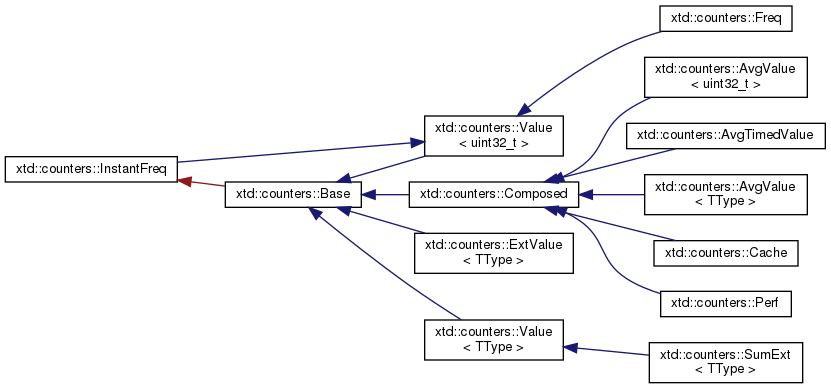 xtd::counters::Freq
xtd::counters::AvgValue
< uint32_t >
xtd::counters::Value
< uint32_t >
xtd::counters::AvgTimedValue
xtd::counters::InstantFreq
xtd::counters::Base
xtd::counters::Composed
xtd::counters::AvgValue
< TType >
xtd::counters::ExtValue
< TType >
xtd::counters::Cache
xtd::counters::Perf
xtd::counters::Value
< TType >
xtd::counters::SumExt
< TType >